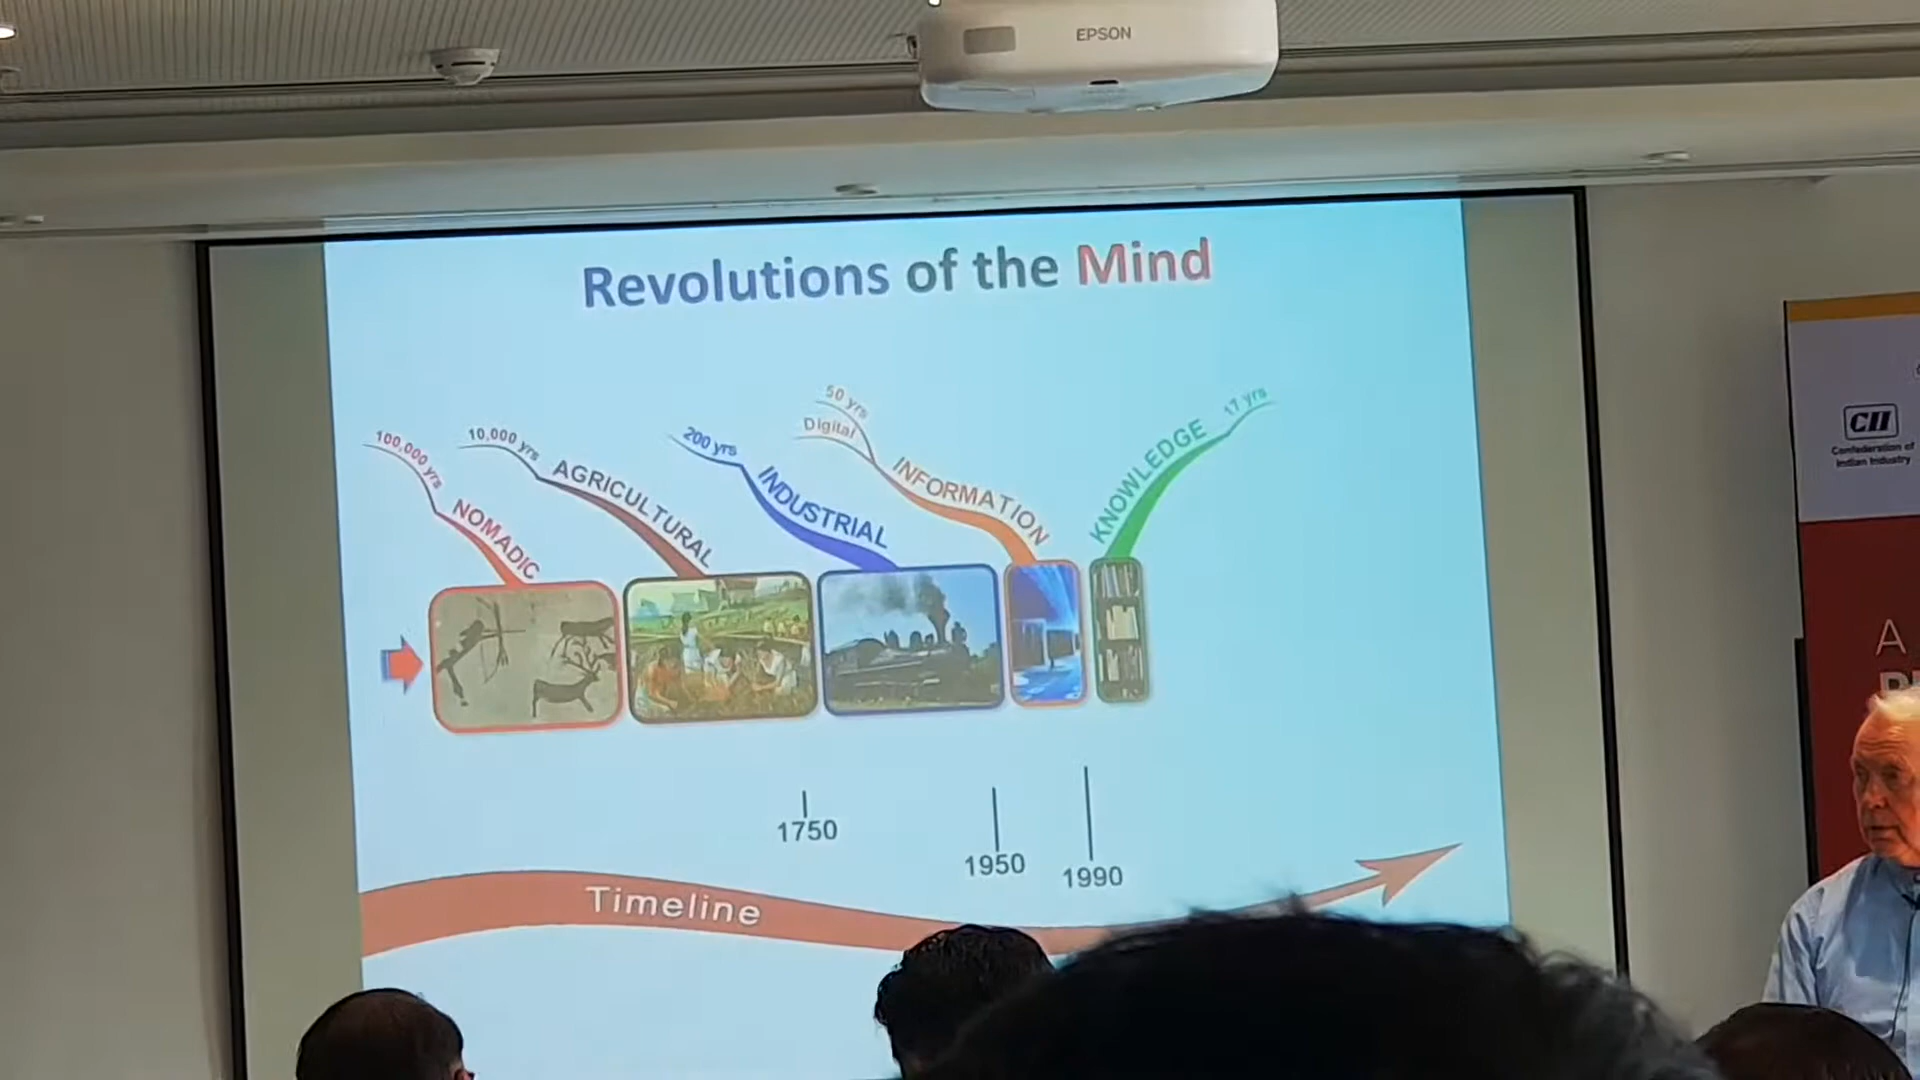 EPSON
Revolutions of the Mind
100,000 yrs
NOMADIC
10,000 yrs
AGRICULTURAL
200 yrs
INDUSTRIAL
50 yrs
Digital
INFORMATION
KNOWLEDGE
17 yrs
1750
1950
1990
Timeline
CII
Confederation of
Indian Industry
A